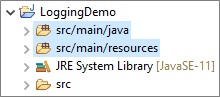 LoggingDemo
src/main/java
src/main/resources
JRE System Library [JavaSE-11]
src